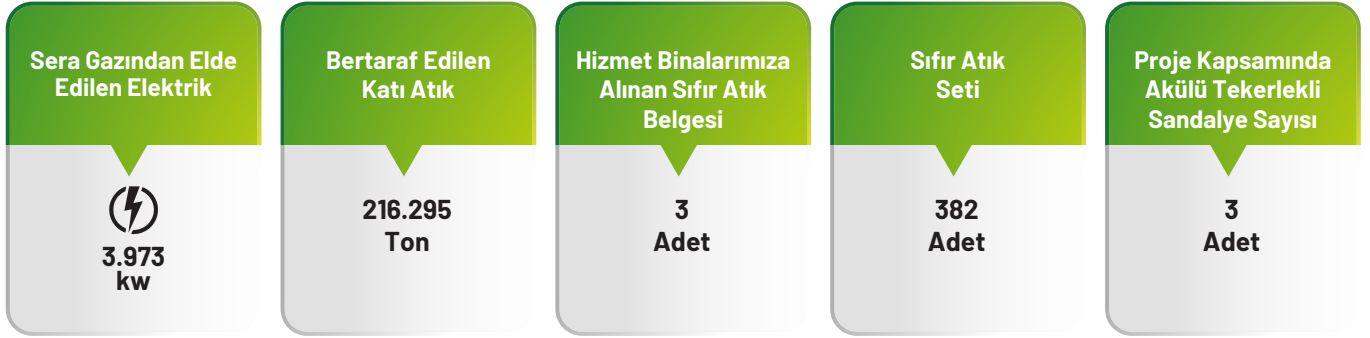 Sera Gazından Elde
Edilen Elektrik
3.973
kw
Bertaraf Edilen
Katı Atık
216.295
Ton
Hizmet Binalarımıza
Alınan Sıfır Atık
Belgesi
3
Adet
Sıfır Atık
Seti
382
Adet
Proje Kapsamında
Akülü Tekerlekli
Sandalye Sayısı
3
Adet